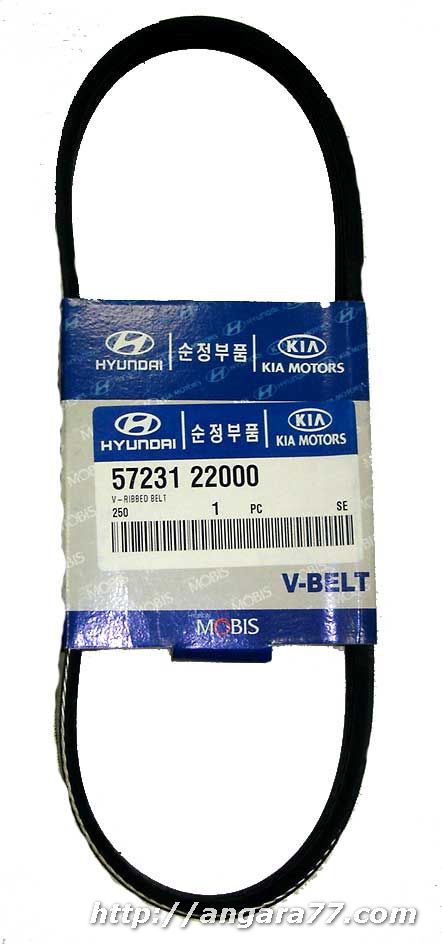 HYUNDAI 순정부품 KIA KIA MOTORS
HYUNDAI 순정부품 KIA KIA MOTORS
57231 22000
V-RIBBED BELT
250 1 PC SE
MOBIS
V-BELT
MOBIS
http://angara77.com